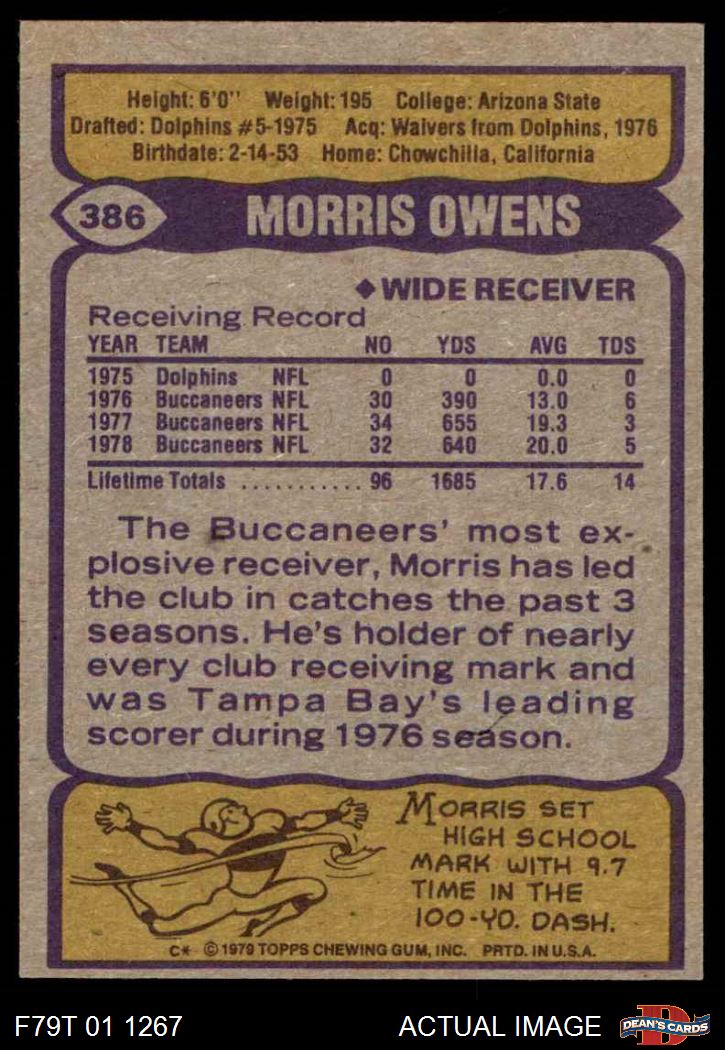 Height: 6'0" Weight: 195 College: Arizona State
Drafted: Dolphins #5-1975 Acq: Waivers from Dolphins, 1976
Birthdate: 2-14-53 Home: Chowchilla, California
386 MORRIS OWENS
◆ WIDE RECEIVER
Receiving Record
YEAR TEAM NO YDS AVG TDS
1975 Dolphins NFL 0 0 0.0 0
1976 Buccaneers NFL 30 390 13.0 6
1977 Buccaneers NFL 34 655 19.3 3
1978 Buccaneers NFL 32 640 20.0 5
Lifetime Totals ........... 96 1685 17.6 14
The Buccaneers' most ex-
plosive receiver, Morris has led
the club in catches the past 3
seasons. He's holder of nearly
every club receiving mark and
was Tampa Bay's leading
scorer during 1976 season.
MORRIS SET
HIGH SCHOOL
MARK WITH 9.7
TIME IN THE
100-YD. DASH.
C* © 1979 TOPPS CHEWING GUM, INC. PRTD. IN U.S.A.
F79T 01 1267 ACTUAL IMAGE D DEAN'S CARDS